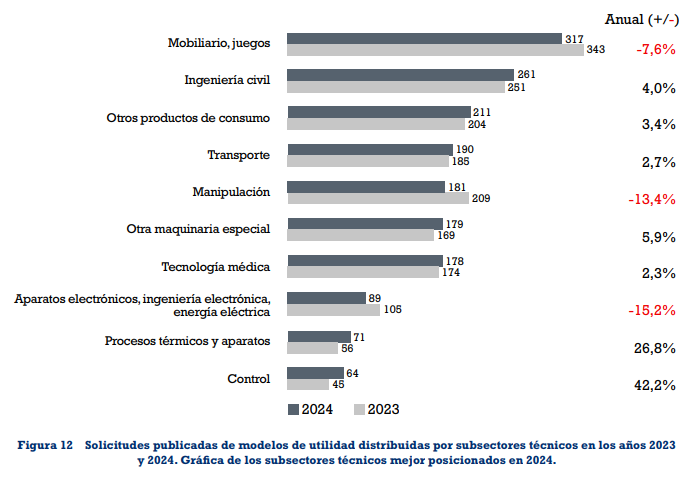 Anual (+/-)
Mobiliario, juegos 317 343 -7,6%
Ingeniería civil 261 251 4,0%
Otros productos de consumo 211 204 3,4%
Transporte 190 185 2,7%
Manipulación 181 209 -13,4%
Otra maquinaria especial 179 169 5,9%
Tecnología médica 178 174 2,3%
Aparatos electrónicos, ingeniería electrónica,
energía eléctrica 89 105 -15,2%
Procesos térmicos y aparatos 71 56 26,8%
Control 64 45 42,2%
2024 2023
Figura 12 Solicitudes publicadas de modelos de utilidad distribuidas por subsectores técnicos en los años 2023
y 2024. Gráfica de los subsectores técnicos mejor posicionados en 2024.